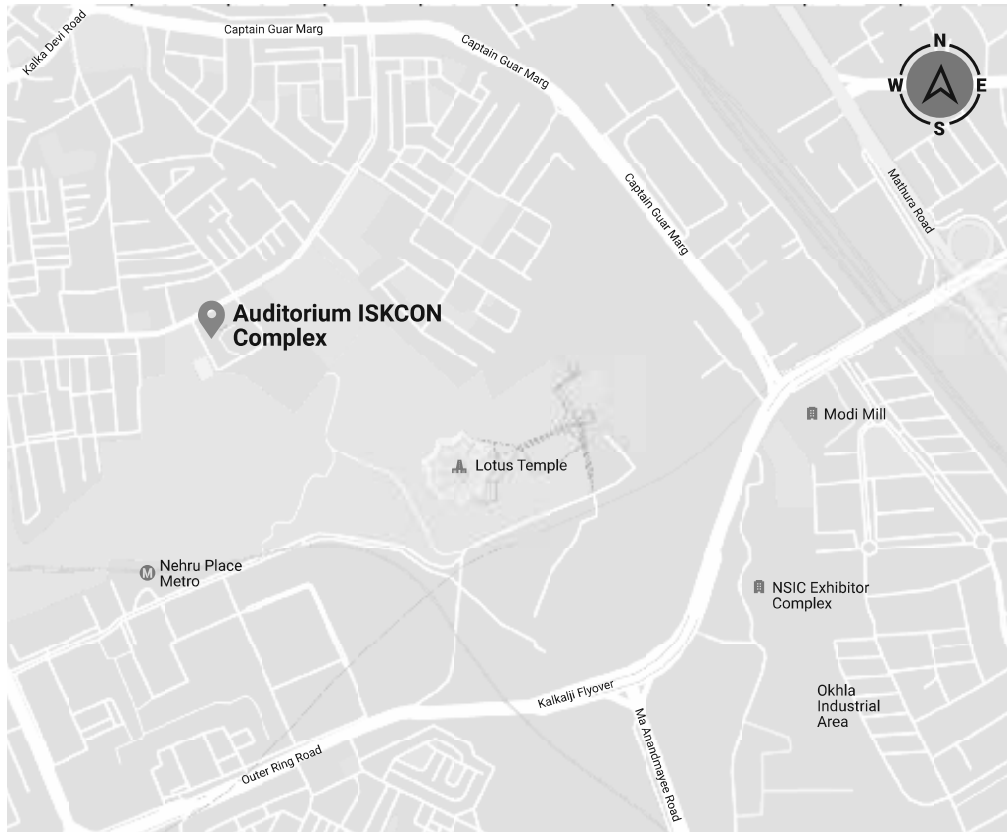 Kalka Devi Road
Captain Guar Marg
Captain Guar Marg
N
W
E
S
Captain Guar Marg
Mathura Road
Auditorium ISKCON
Complex
Modi Mill
Lotus Temple
Nehru Place
Metro
M
NSIC Exhibitor
Complex
Kalkalji Flyover
Okhla
Industrial
Area
Ma Anandmayee Road
Outer Ring Road